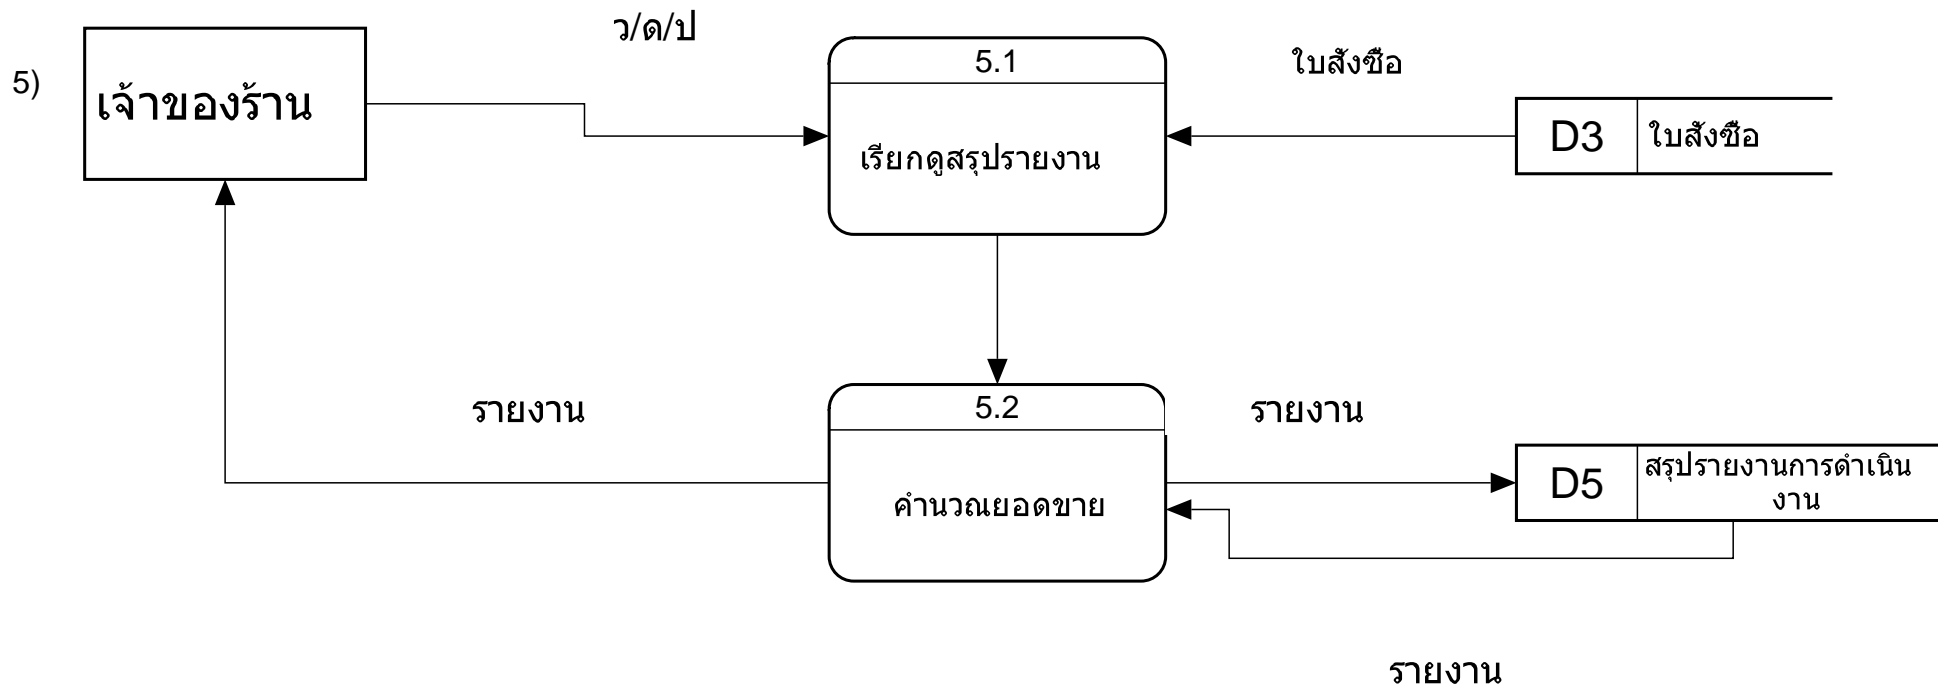 5)
เจ้าของร้าน
ว/ด/ป
5.1
เรียกดูสรุปรายงาน
ใบสั่งซื้อ
D3
ใบสั่งซื้อ
รายงาน
5.2
คำนวณยอดขาย
รายงาน
D5
สรุปรายงานการดำเนิน
งาน
รายงาน